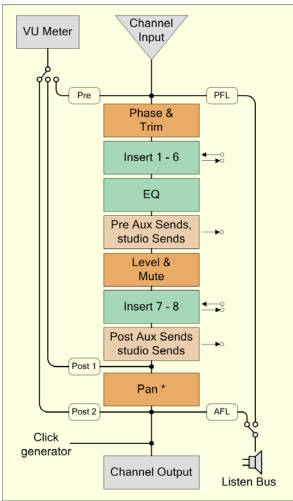 VU Meter
Channel
Input
Pre
PFL
Phase &
Trim
Insert 1 - 6
EQ
Pre Aux Sends,
studio Sends
Level &
Mute
Insert 7 - 8
Post Aux Sends
studio Sends
Post 1
Pan *
Post 2
AFL
Click
generator
Channel Output
Listen Bus